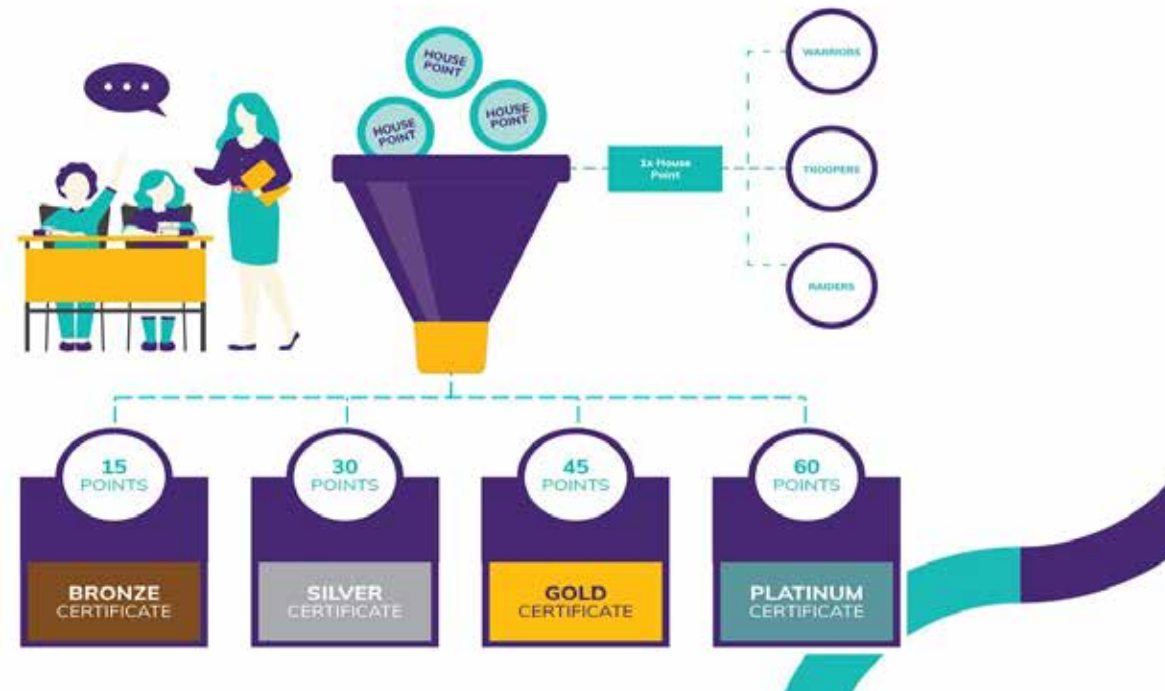 HOUSE
POINT
HOUSE
POINT
HOUSE
POINT
WARRIORS
1x House
Point
TROOPERS
RAIDERS
15
POINTS
30
POINTS
45
POINTS
60
POINTS
BRONZE
CERTIFICATE
SILVER
CERTIFICATE
GOLD
CERTIFICATE
PLATINUM
CERTIFICATE